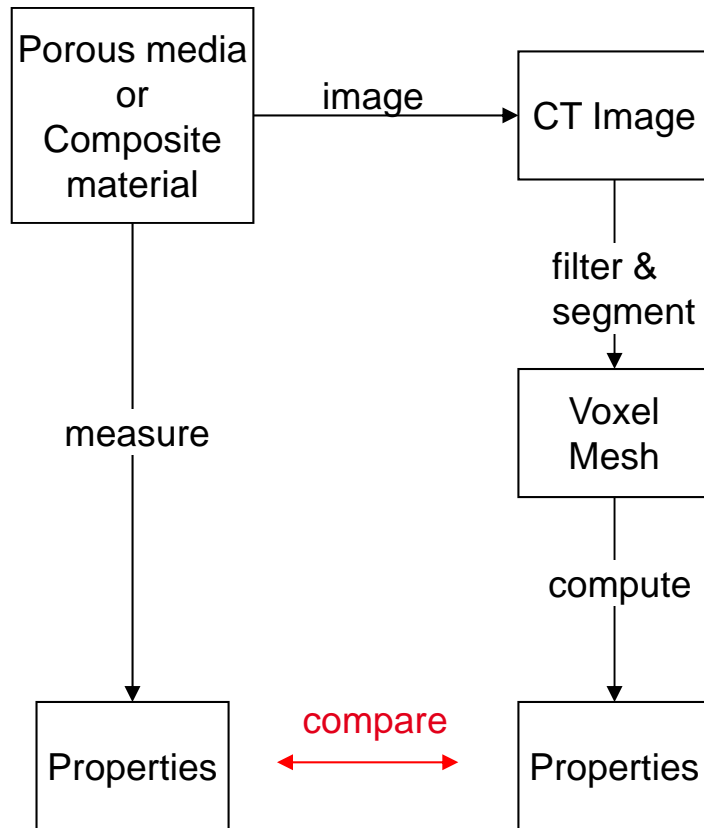 Porous media
or
Composite
material
image
CT Image
filter &
segment
Voxel
Mesh
measure
compute
compare
Properties
Properties